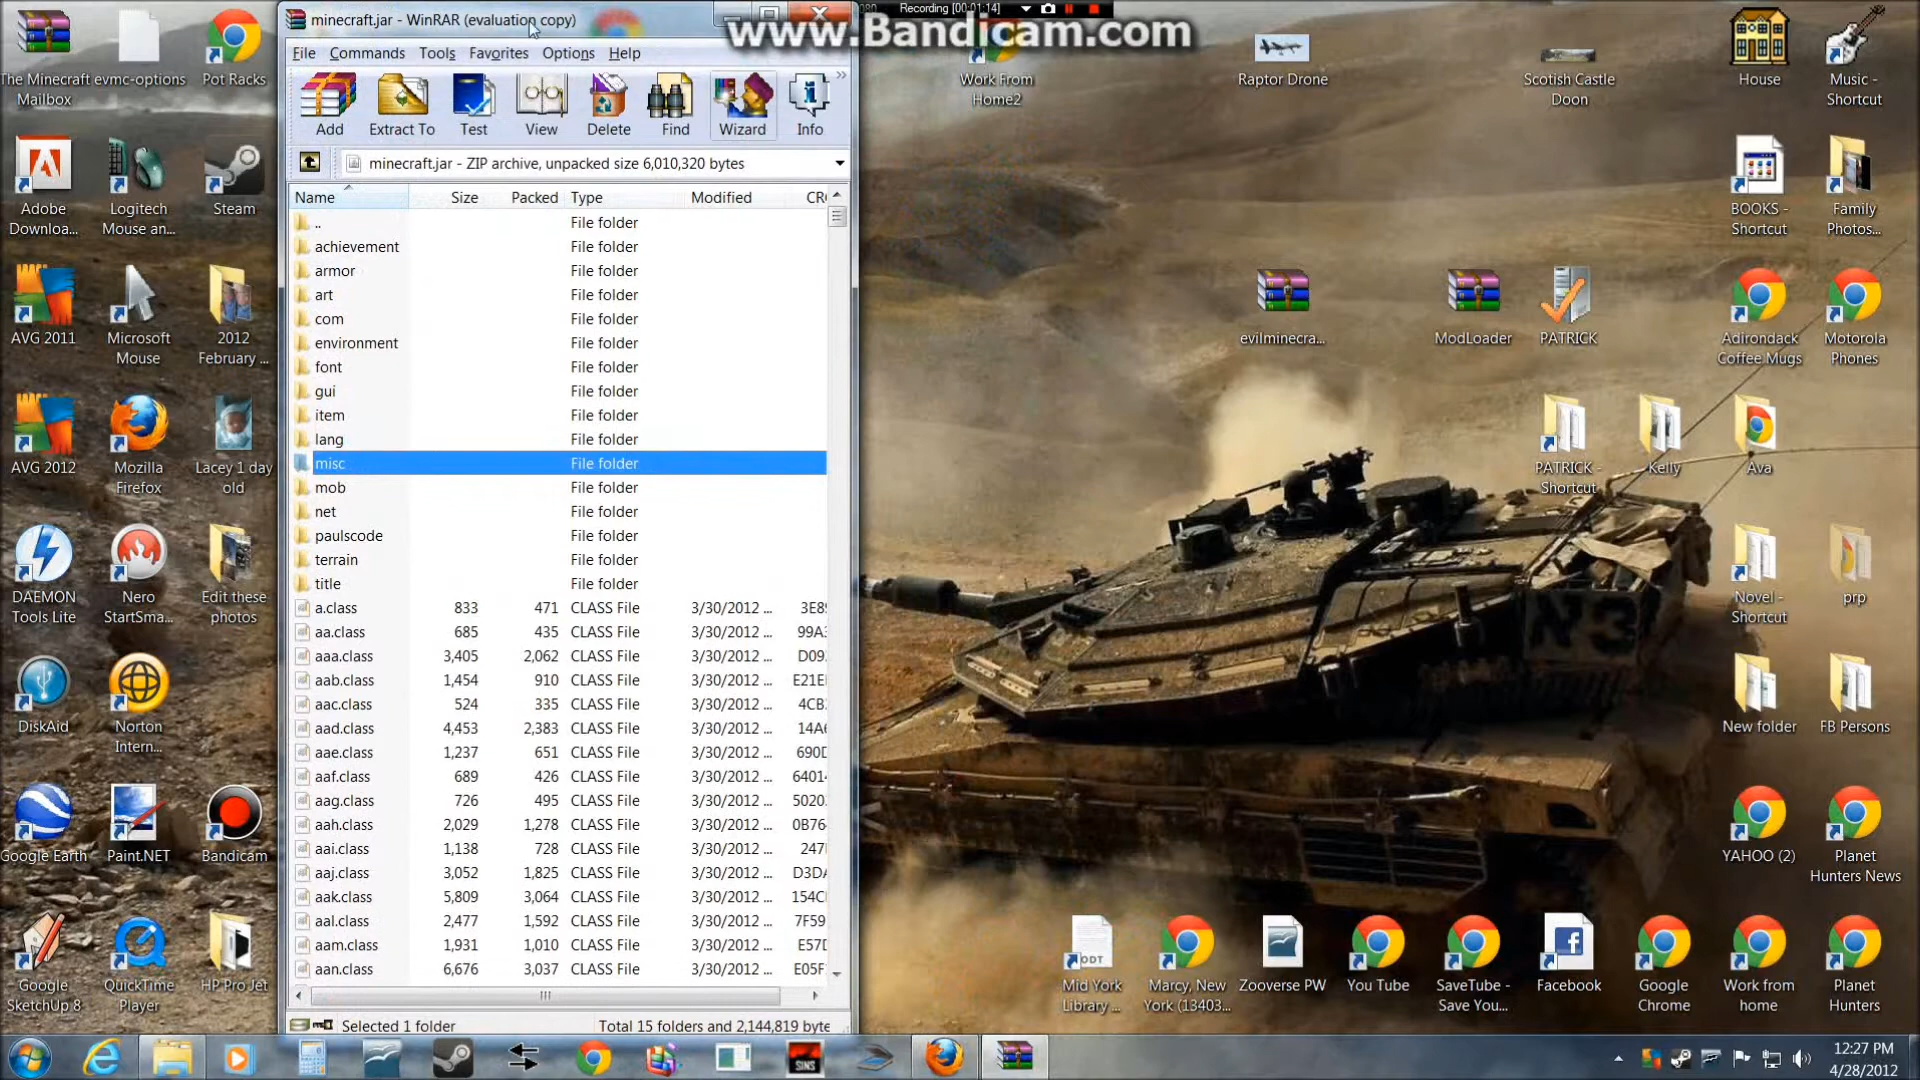 minecraft.jar - WinRAR (evaluation copy)
Recording [00:01:14]
www.Bandicam.com
File Commands Tools Favorites Options Help
Add Extract To Test View Delete Find Wizard Info
minecraft.jar - ZIP archive, unpacked size 6,010,320 bytes
Name Size Packed Type Modified CR
.. File folder
achievement File folder
armor File folder
art File folder
com File folder
environment File folder
font File folder
gui File folder
item File folder
lang File folder
misc File folder
mob File folder
net File folder
paulscode File folder
terrain File folder
title File folder
a.class 833 471 CLASS File 3/30/2012 ... 3E8
aa.class 685 435 CLASS File 3/30/2012 ... 99A
aaa.class 3,405 2,062 CLASS File 3/30/2012 ... D09
aab.class 1,454 910 CLASS File 3/30/2012 ... E21E
aac.class 524 335 CLASS File 3/30/2012 ... 4CB
aad.class 4,453 2,383 CLASS File 3/30/2012 ... 14A
aae.class 1,237 651 CLASS File 3/30/2012 ... 690D
aaf.class 689 426 CLASS File 3/30/2012 ... 6401
aag.class 726 495 CLASS File 3/30/2012 ... 502
aah.class 2,029 1,278 CLASS File 3/30/2012 ... 0B76
aai.class 1,138 728 CLASS File 3/30/2012 ... 247
aaj.class 3,052 1,825 CLASS File 3/30/2012 ... D3DA
aak.class 5,809 3,064 CLASS File 3/30/2012 ... 154C
aal.class 2,477 1,592 CLASS File 3/30/2012 ... 7F59
aam.class 1,931 1,010 CLASS File 3/30/2012 ... E57D
aan.class 6,676 3,037 CLASS File 3/30/2012 ... E05F
Selected 1 folder Total 15 folders and 2,144,819 byte
The Minecraft Mailbox
evmc-options
Pot Racks
Adobe Downloa...
Logitech Mouse an...
Steam
AVG 2011
Microsoft Mouse
2012 February ...
AVG 2012
Mozilla Firefox
Lacey 1 day old
DAEMON Tools Lite
Nero StartSma...
Edit these photos
DiskAid
Norton Intern...
Google Earth
Paint.NET
Bandicam
Google SketchUp 8
QuickTime Player
HP Pro Jet
Work From Home2
Raptor Drone
Scotish Castle Doon
House
Music - Shortcut
BOOKS - Shortcut
Family Photos...
evilminecra...
ModLoader
PATRICK
Adirondack Coffee Mugs
Motorola Phones
PATRICK - Shortcut
Kelly
Ava
Novel - Shortcut
prp
New folder
FB Persons
YAHOO (2)
Planet Hunters News
N3
ODT
Mid York Library ...
Marcy, New York (13403...
Zooverse PW
You Tube
SaveTube - Save You...
Facebook
Google Chrome
Work from home
Planet Hunters
SINS
12:27 PM
4/28/2012